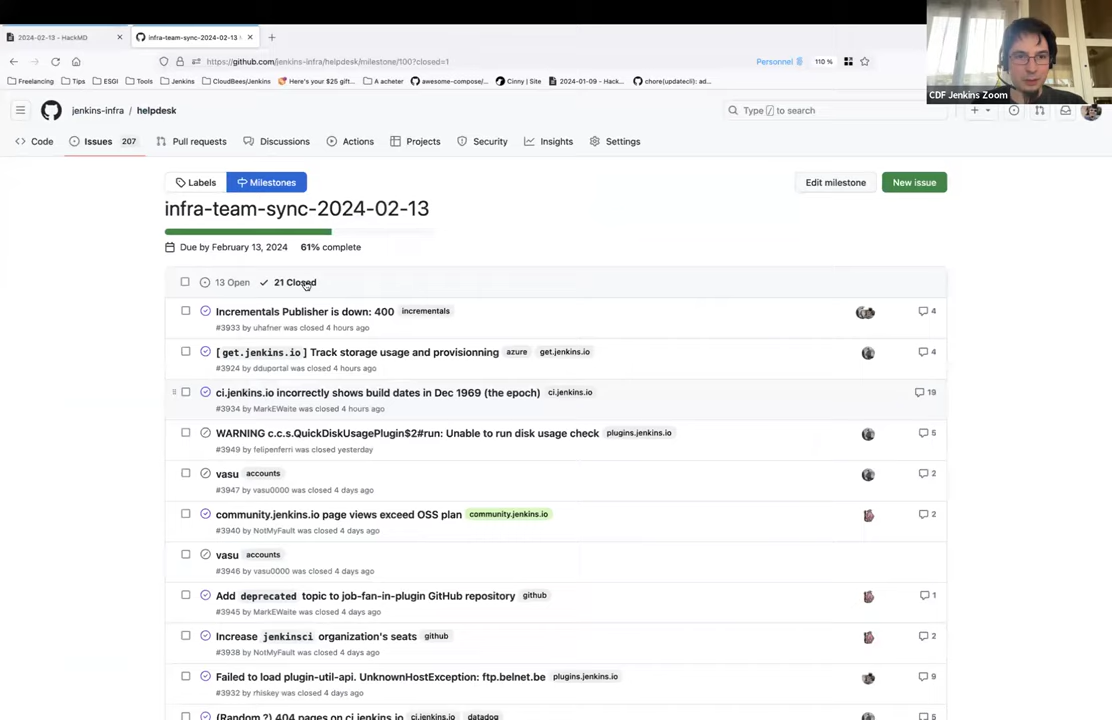 2024-02-13 - HackMD
infra-team-sync-2024-02-13
https://github.com/jenkins-infra/helpdesk/milestone/100?closed=1
Personnel
110 %
Freelancing
Tips
ESGI
Tools
Jenkins
CloudBees/Jenkins
Here's your $25 gift...
A acheter
awesome-compose/...
Cinny | Site
2024-01-09 - Hack...
chore(updatecli): ad...
CDF Jenkins Zoom
jenkins-infra / helpdesk
Type / to search
Code
Issues 207
Pull requests
Discussions
Actions
Projects
Security
Insights
Settings
Labels
Milestones
Edit milestone
New issue
infra-team-sync-2024-02-13
Due by February 13, 2024 61% complete
13 Open 21 Closed
Incrementals Publisher is down: 400 incrementals 4
#3933 by uhafner was closed 4 hours ago
[get.jenkins.io] Track storage usage and provisionning azure get.jenkins.io 4
#3924 by dduportal was closed 4 hours ago
ci.jenkins.io incorrectly shows build dates in Dec 1969 (the epoch) ci.jenkins.io 19
#3934 by MarkEWaite was closed 4 hours ago
WARNING c.c.s.QuickDiskUsagePlugin$2#run: Unable to run disk usage check plugins.jenkins.io 5
#3949 by felipenferri was closed yesterday
vasu accounts 2
#3947 by vasu0000 was closed 4 days ago
community.jenkins.io page views exceed OSS plan community.jenkins.io 2
#3940 by NotMyFault was closed 4 days ago
vasu accounts
#3946 by vasu0000 was closed 4 days ago
Add deprecated topic to job-fan-in-plugin GitHub repository github 1
#3945 by MarkEWaite was closed 4 days ago
Increase jenkinsci organization's seats github 2
#3938 by NotMyFault was closed 4 days ago
Failed to load plugin-util-api. UnknownHostException: ftp.belnet.be plugins.jenkins.io 9
#3932 by rhiskey was closed 4 days ago
(Random ?) 404 pages on ci.jenkins.io ci.jenkins.io datadog 5